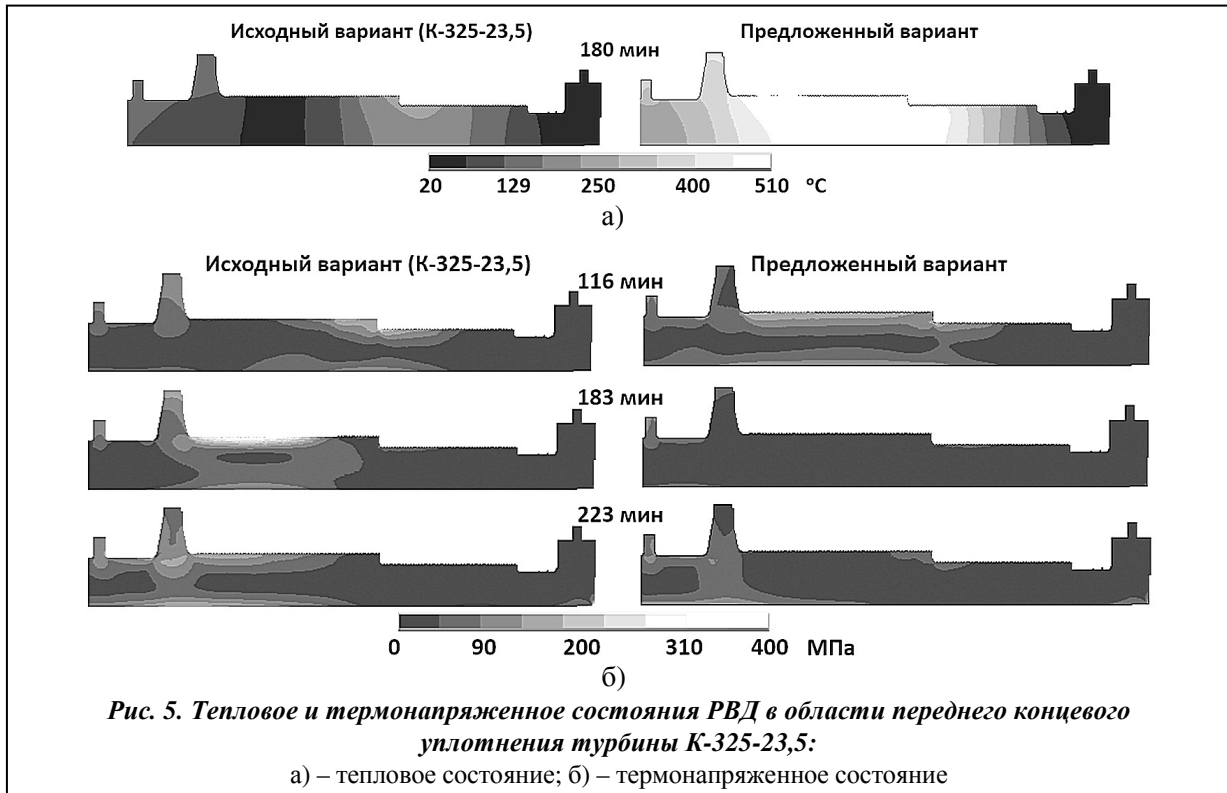 Исходный вариант (К-325-23,5) Предложенный вариант
180 мин
20 129 250 400 510 °С
а)
Исходный вариант (К-325-23,5) Предложенный вариант
116 мин
183 мин
223 мин
0 90 200 310 400 МПа
б)
Рис. 5. Тепловое и термонапряженное состояния РВД в области переднего концевого
уплотнения турбины К-325-23,5:
а) – тепловое состояние; б) – термонапряженное состояние